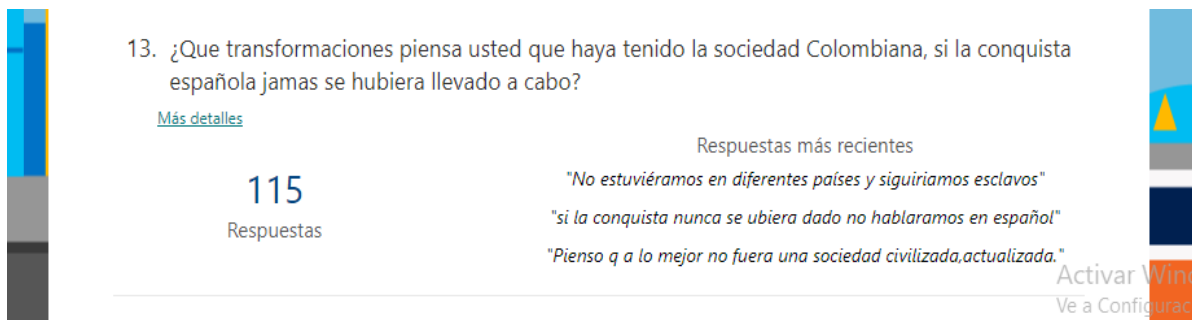 13. ¿Que transformaciones piensa usted que haya tenido la sociedad Colombiana, si la conquista
española jamas se hubiera llevado a cabo?
Más detalles
115
Respuestas
Respuestas más recientes
"No estuviéramos en diferentes países y siguiriamos esclavos"
"si la conquista nunca se ubiera dado no hablaramos en español"
"Pienso q a lo mejor no fuera una sociedad civilizada,actualizada."
Activar
Ve a